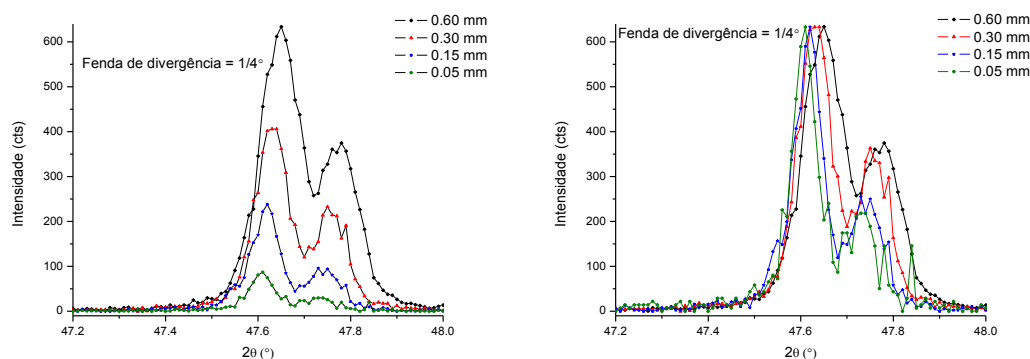 600
500
400
300
200
100
0
Intensidade (cts)
47.2
47.4
47.6
47.8
48.0
2θ (°)
Fenda de divergência = 1/4°
0.60 mm
0.30 mm
0.15 mm
0.05 mm
600
500
400
300
200
100
0
Intensidade (cts)
47.2
47.4
47.6
47.8
48.0
2θ (°)
Fenda de divergência = 1/4°
0.60 mm
0.30 mm
0.15 mm
0.05 mm